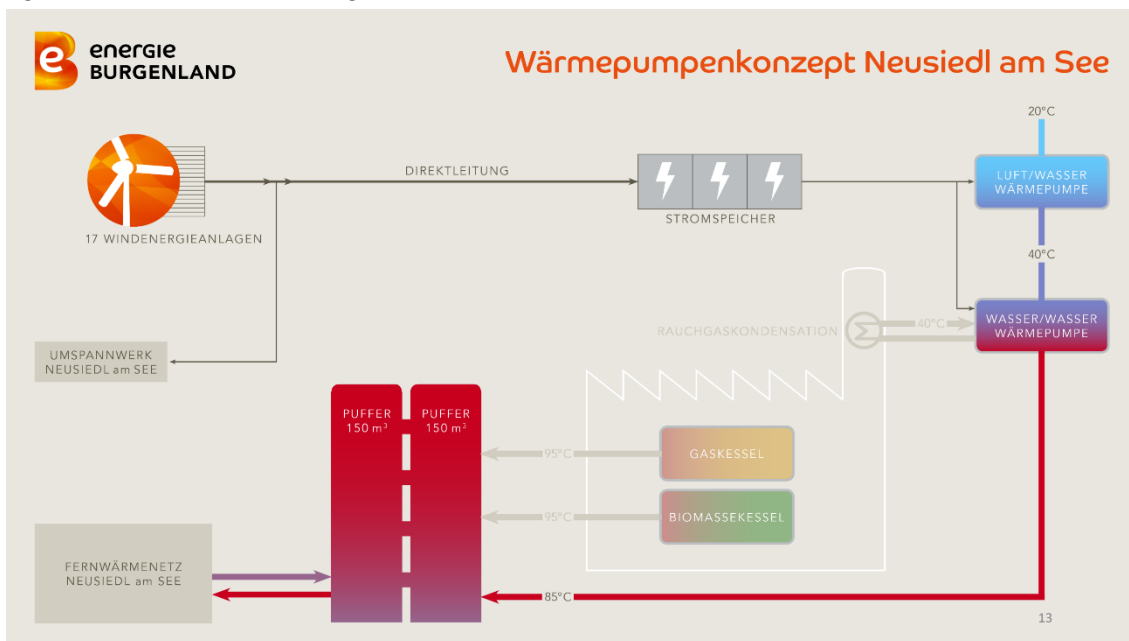 energie
BURGENLAND
Wärmepumpenkonzept Neusiedl am See
20°C
DIREKTLEITUNG
LUFT/WASSER
WÄRMEPUMPE
STROMSPEICHER
17 WINDENERGIEANLAGEN
40°C
RAUCHGASKONDENSATION
40°C
WASSER/WASSER
WÄRMEPUMPE
UMSPANNWERK
NEUSIEDL am SEE
PUFFER
150 m³
PUFFER
150 m³
95°C
GASKESSEL
95°C
BIOMASSEKESSEL
FERNWÄRMENETZ
NEUSIEDL am SEE
85°C
13